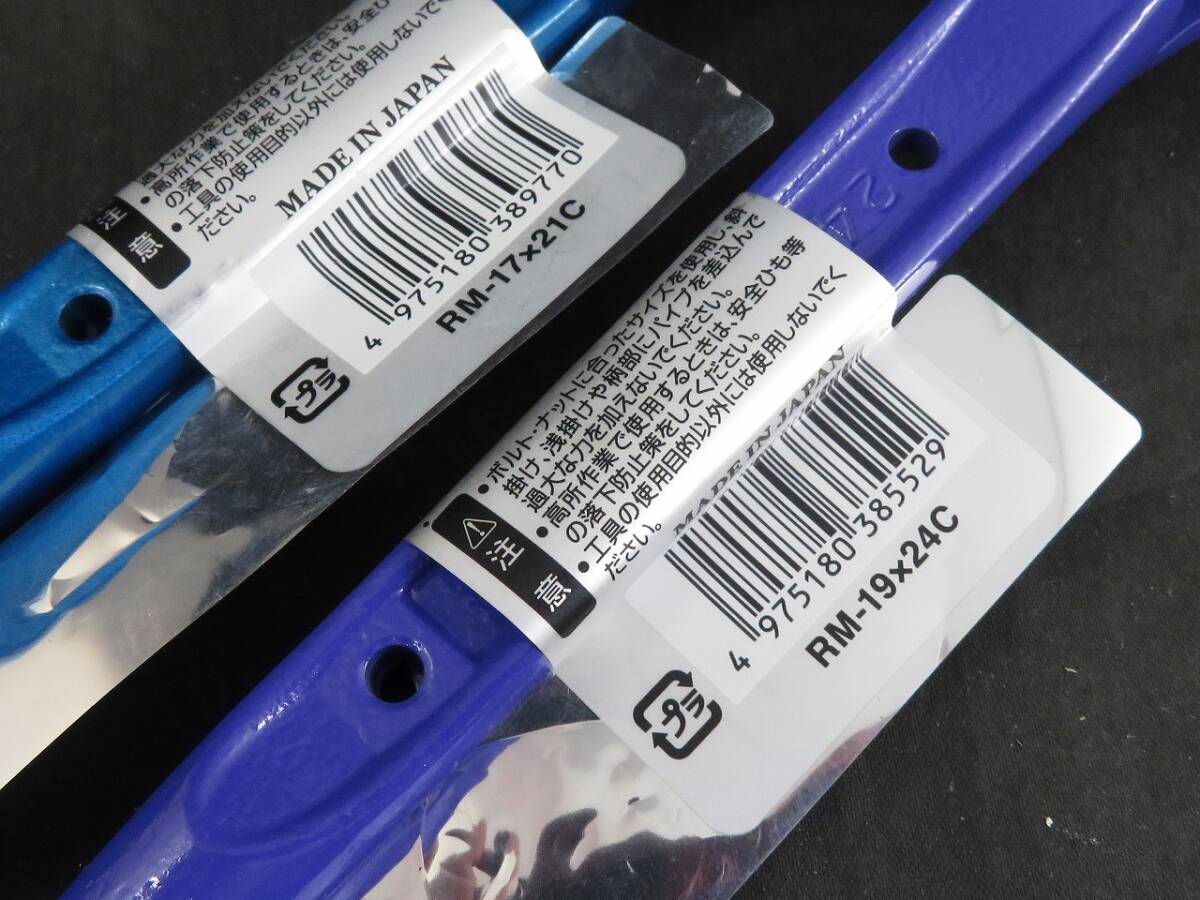 過大な力を加えないでください。
・高所作業で使用するときは、安全ひ
の落下防止策をしてください。
・工具の使用目的以外には使用しないでく
ださい。
注意
MADE IN JAPAN
4 975180 389770
RM-17×21C
プラ
24
・ボルト・ナットに合ったサイズを使用し、斜
掛け、浅掛けや柄部にパイプを差込んで
過大な力を加えないでください。
・高所作業で使用するときは、安全ひも等
の落下防止策をしてください。
・工具の使用目的以外には使用しないでく
ださい。
注意
MADE IN JAPAN
4 975180 385529
RM-19×24C
プラ